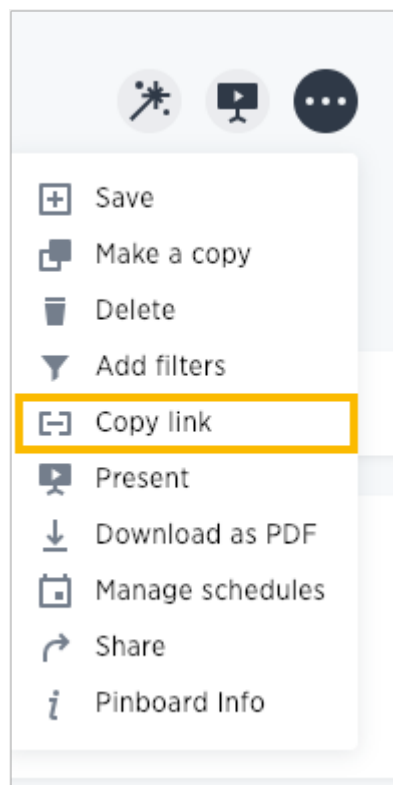 Save
Make a copy
Delete
Add filters
Copy link
Present
Download as PDF
Manage schedules
Share
Pinboard Info